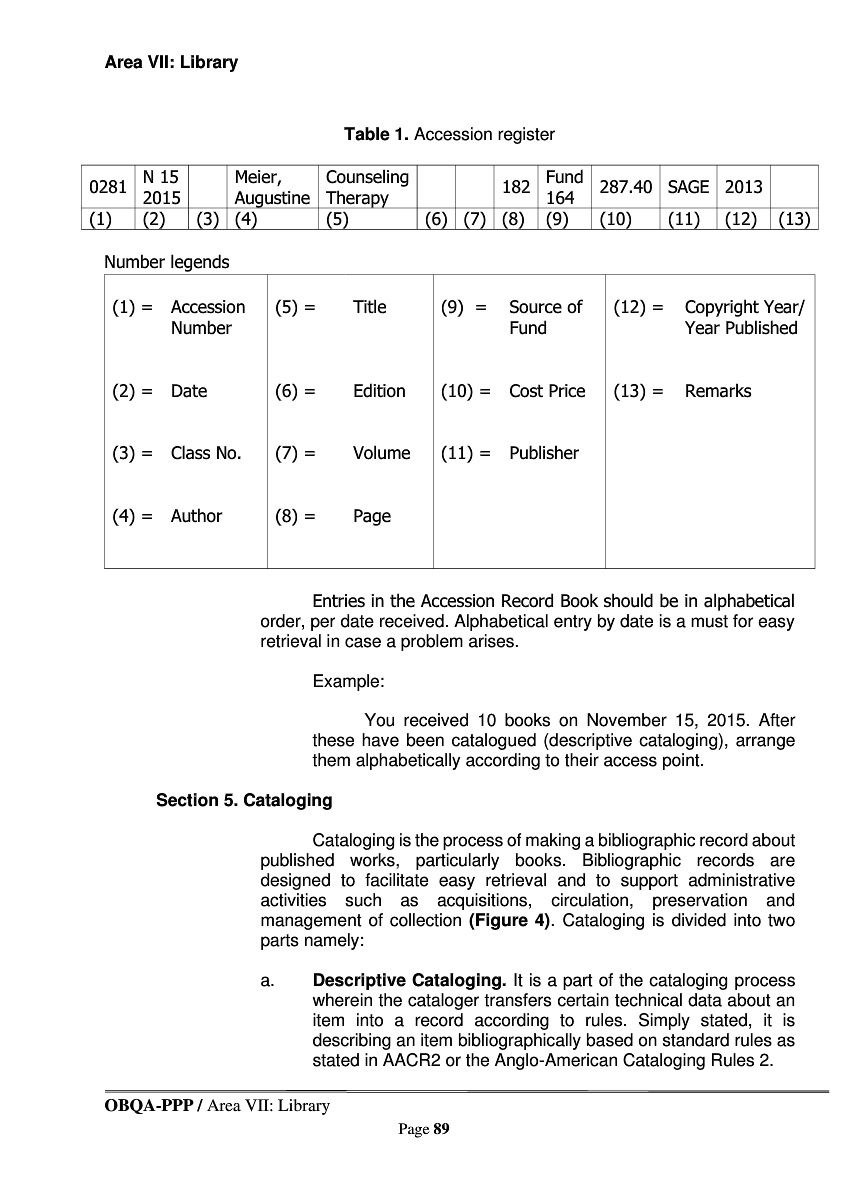 Area VII: Library
Table 1. Accession register
0281 N 15 2015 Meier, Augustine Counseling Therapy 182 Fund 164 287.40 SAGE 2013
(1) (2) (3) (4) (5) (6) (7) (8) (9) (10) (11) (12) (13)
Number legends
(1) = Accession Number (5) = Title (9) = Source of Fund (12) = Copyright Year/ Year Published
(2) = Date (6) = Edition (10) = Cost Price (13) = Remarks
(3) = Class No. (7) = Volume (11) = Publisher
(4) = Author (8) = Page
Entries in the Accession Record Book should be in alphabetical
order, per date received. Alphabetical entry by date is a must for easy
retrieval in case a problem arises.
Example:
You received 10 books on November 15, 2015. After
these have been catalogued (descriptive cataloging), arrange
them alphabetically according to their access point.
Section 5. Cataloging
Cataloging is the process of making a bibliographic record about
published works, particularly books. Bibliographic records are
designed to facilitate easy retrieval and to support administrative
activities such as acquisitions, circulation, preservation and
management of collection (Figure 4). Cataloging is divided into two
parts namely:
a. Descriptive Cataloging. It is a part of the cataloging process
wherein the cataloger transfers certain technical data about an
item into a record according to rules. Simply stated, it is
describing an item bibliographically based on standard rules as
stated in AACR2 or the Anglo-American Cataloging Rules 2.
OBQA-PPP / Area VII: Library
Page 89